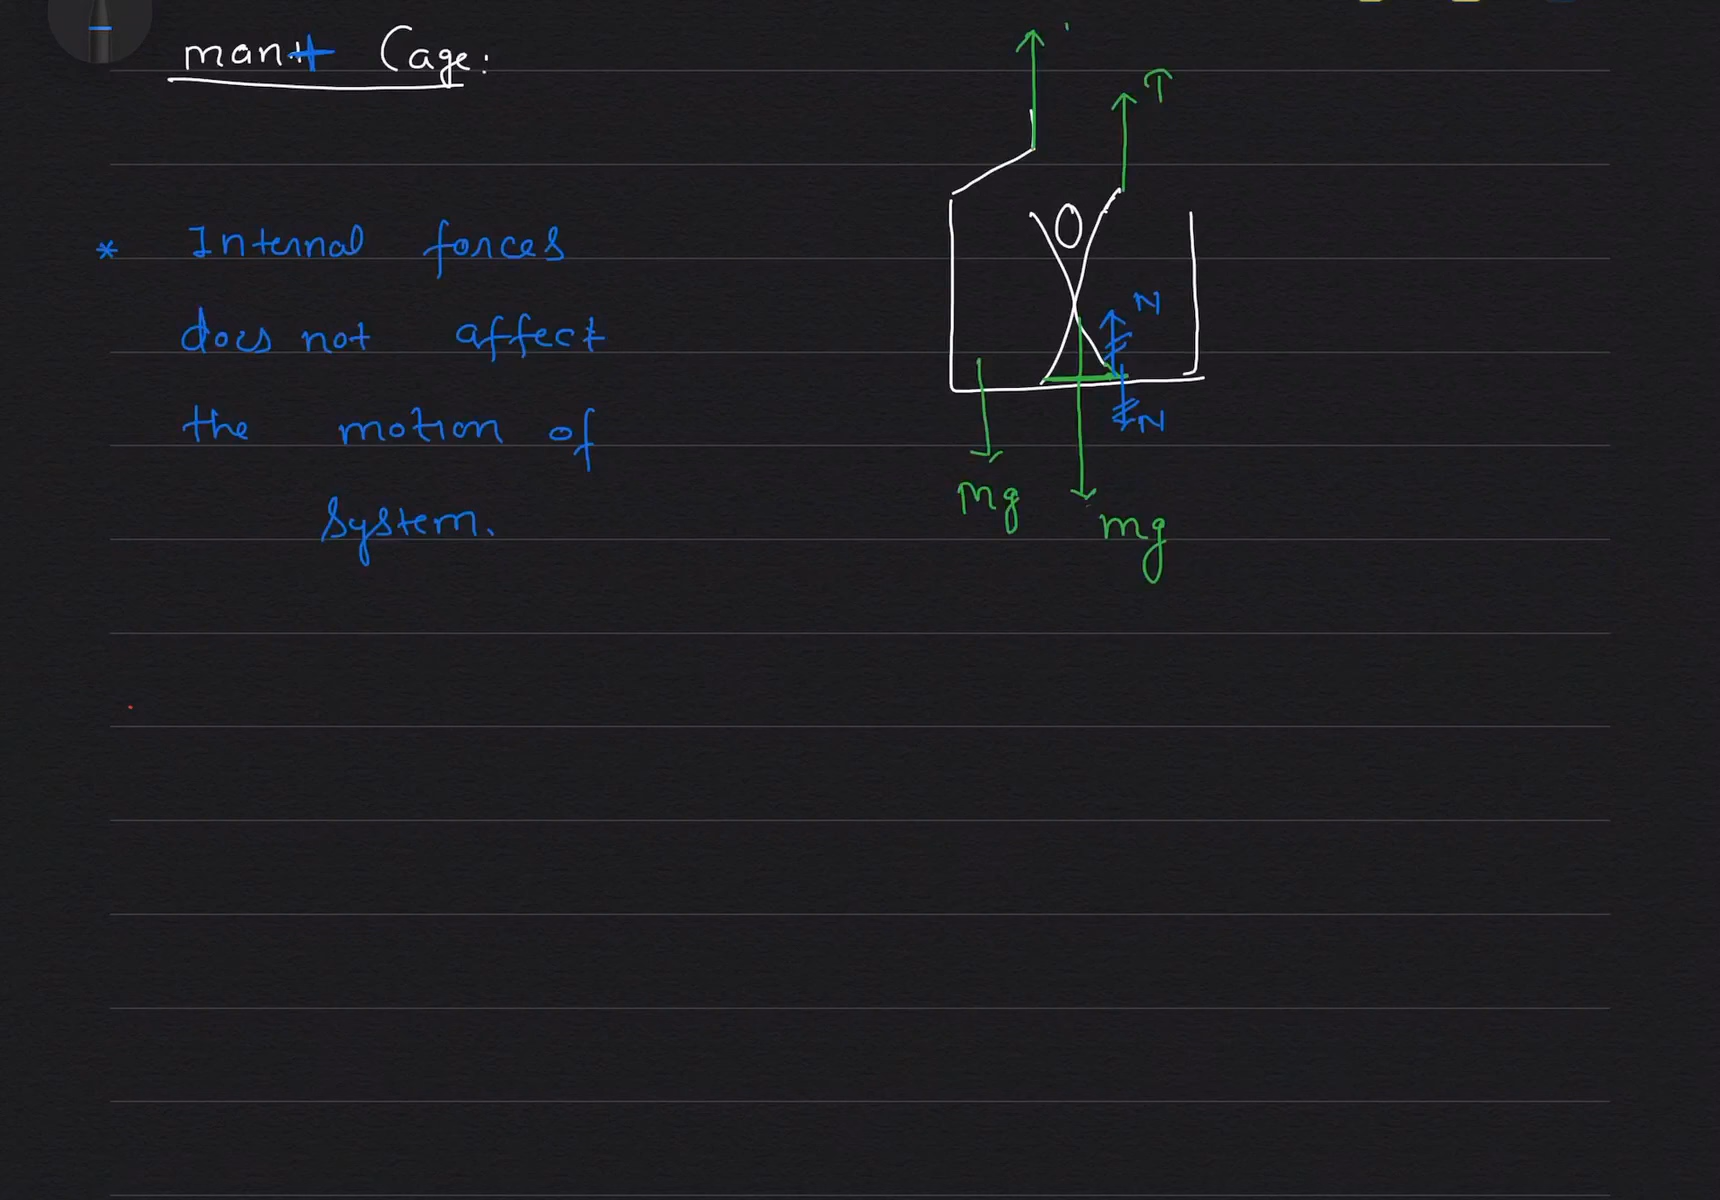 man + Cage:
T
* Internal forces
N
does not affect
N
the motion of
Mg
mg
system.